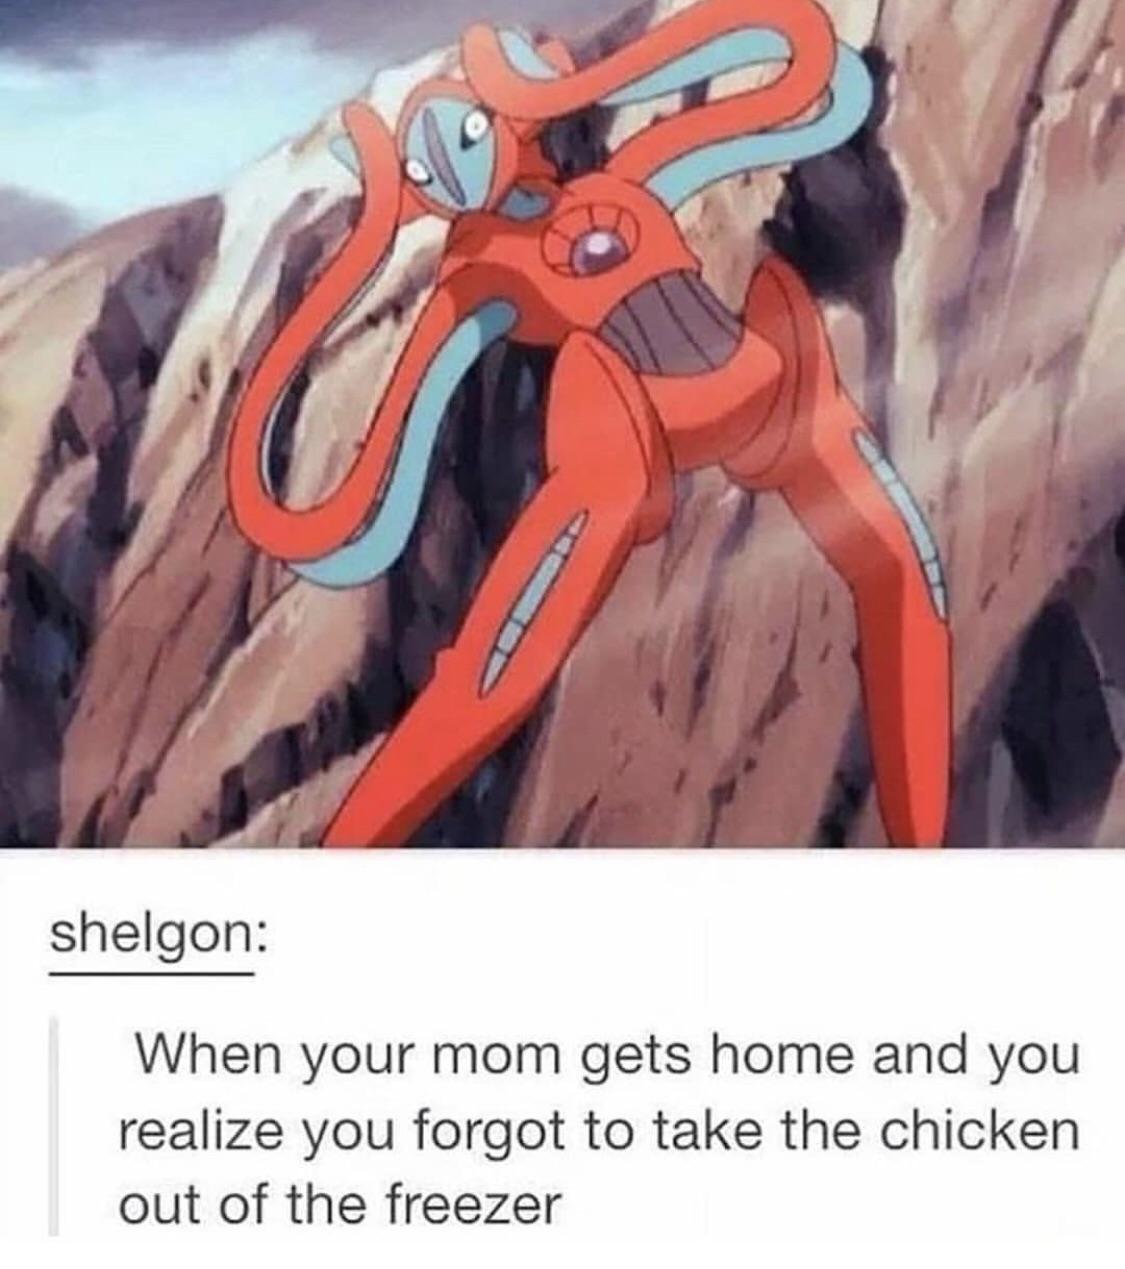 shelgon:
When your mom gets home and you
realize you forgot to take the chicken
out of the freezer